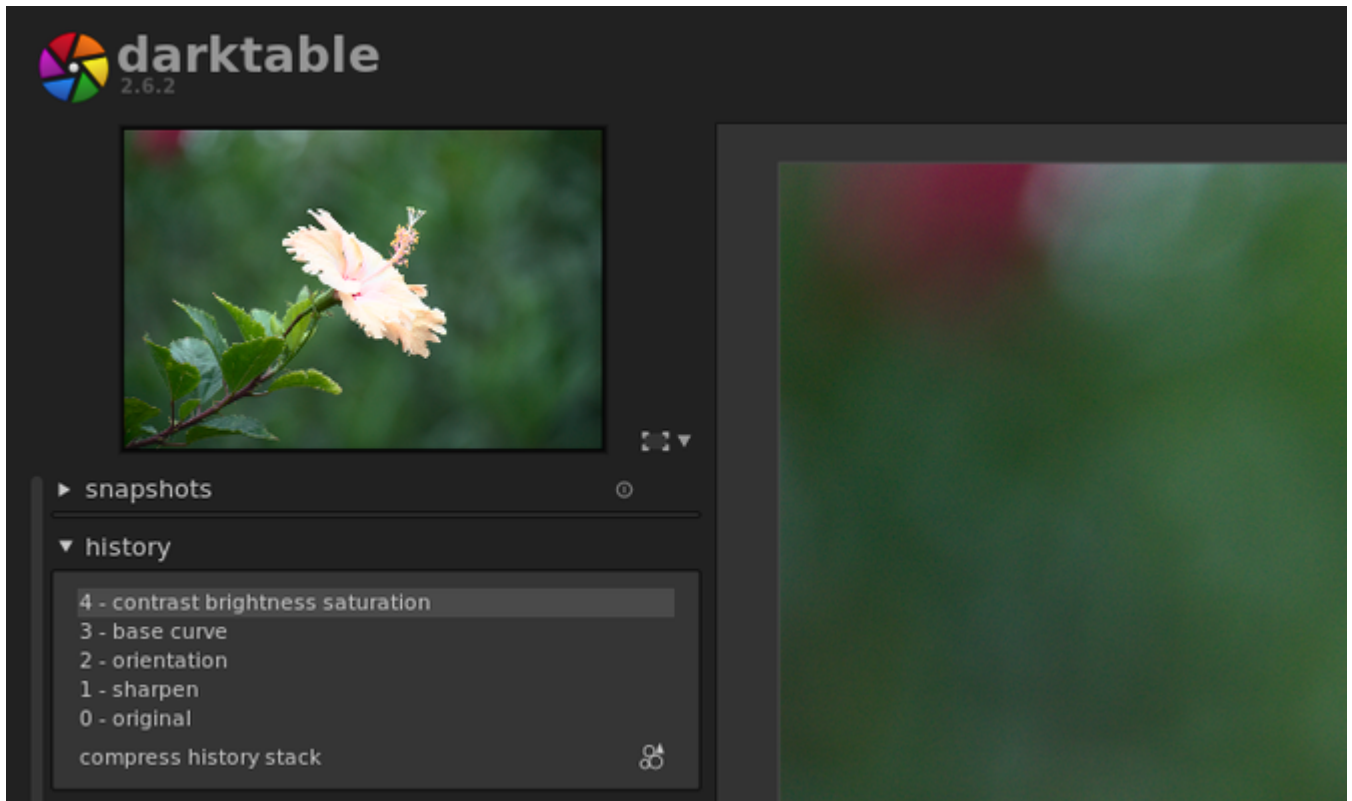 darktable
2.6.2
snapshots
history
4 - contrast brightness saturation
3 - base curve
2 - orientation
1 - sharpen
0 - original
compress history stack